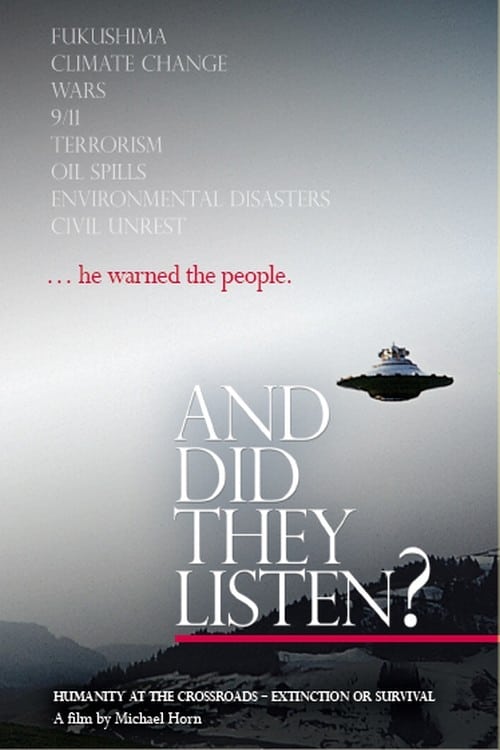 FUKUSHIMA
CLIMATE CHANGE
WARS
9/11
TERRORISM
OIL SPILLS
ENVIRONMENTAL DISASTERS
CIVIL UNREST
... he warned the people.
AND
DID
THEY
LISTEN?
HUMANITY AT THE CROSSROADS – EXTINCTION OR SURVIVAL
A film by Michael Horn